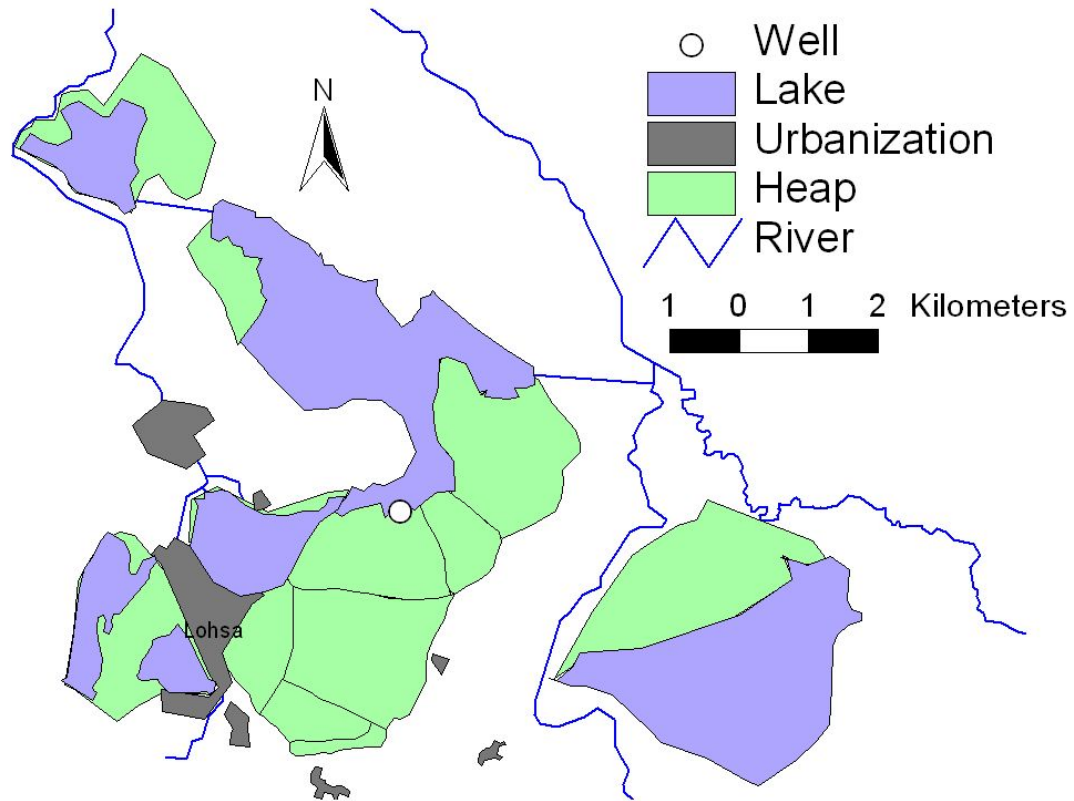 Well
Lake
N
Urbanization
Heap
River
1 0 1 2 Kilometers
Lohsa